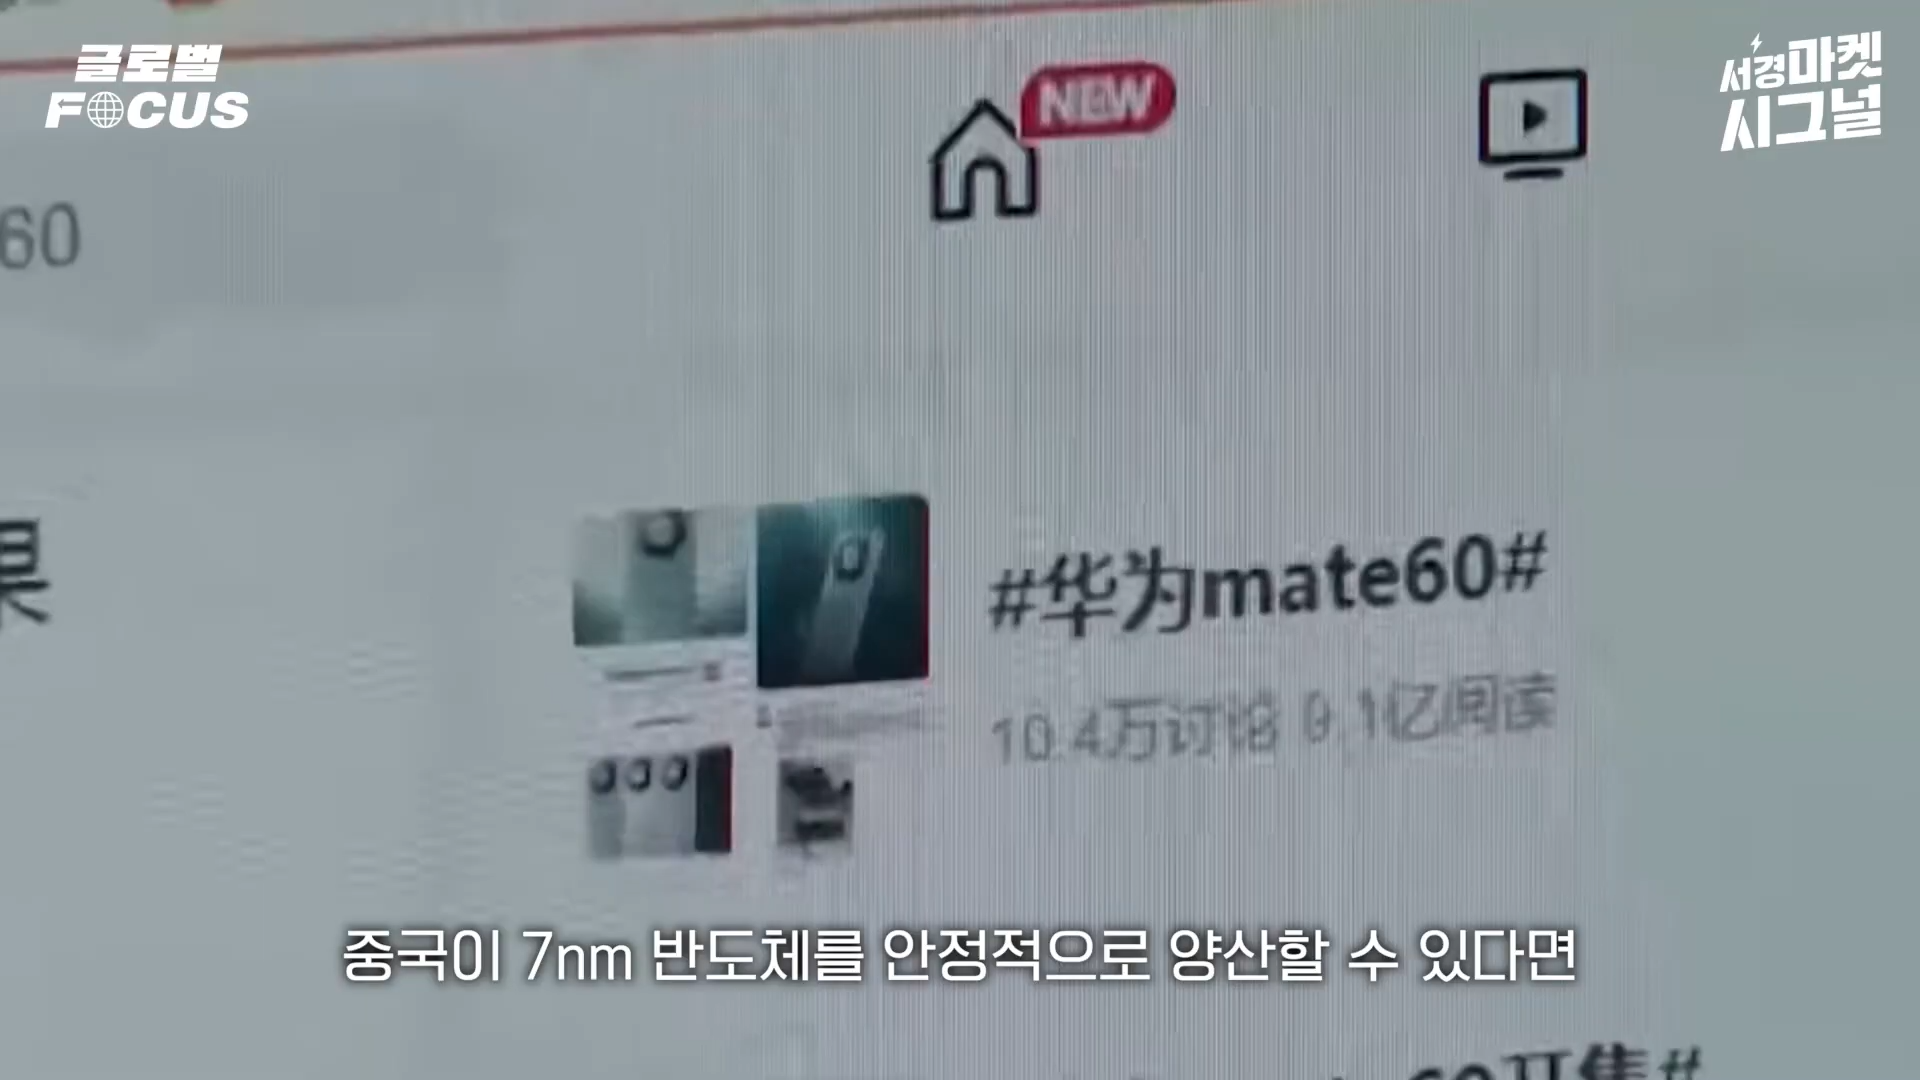 글로벌
FOCUS
서경마켓
시그널
NEW
60
果
#华为mate60#
10.4万讨论 9.1亿阅读
중국이 7nm 반도체를 안정적으로 양산할 수 있다면